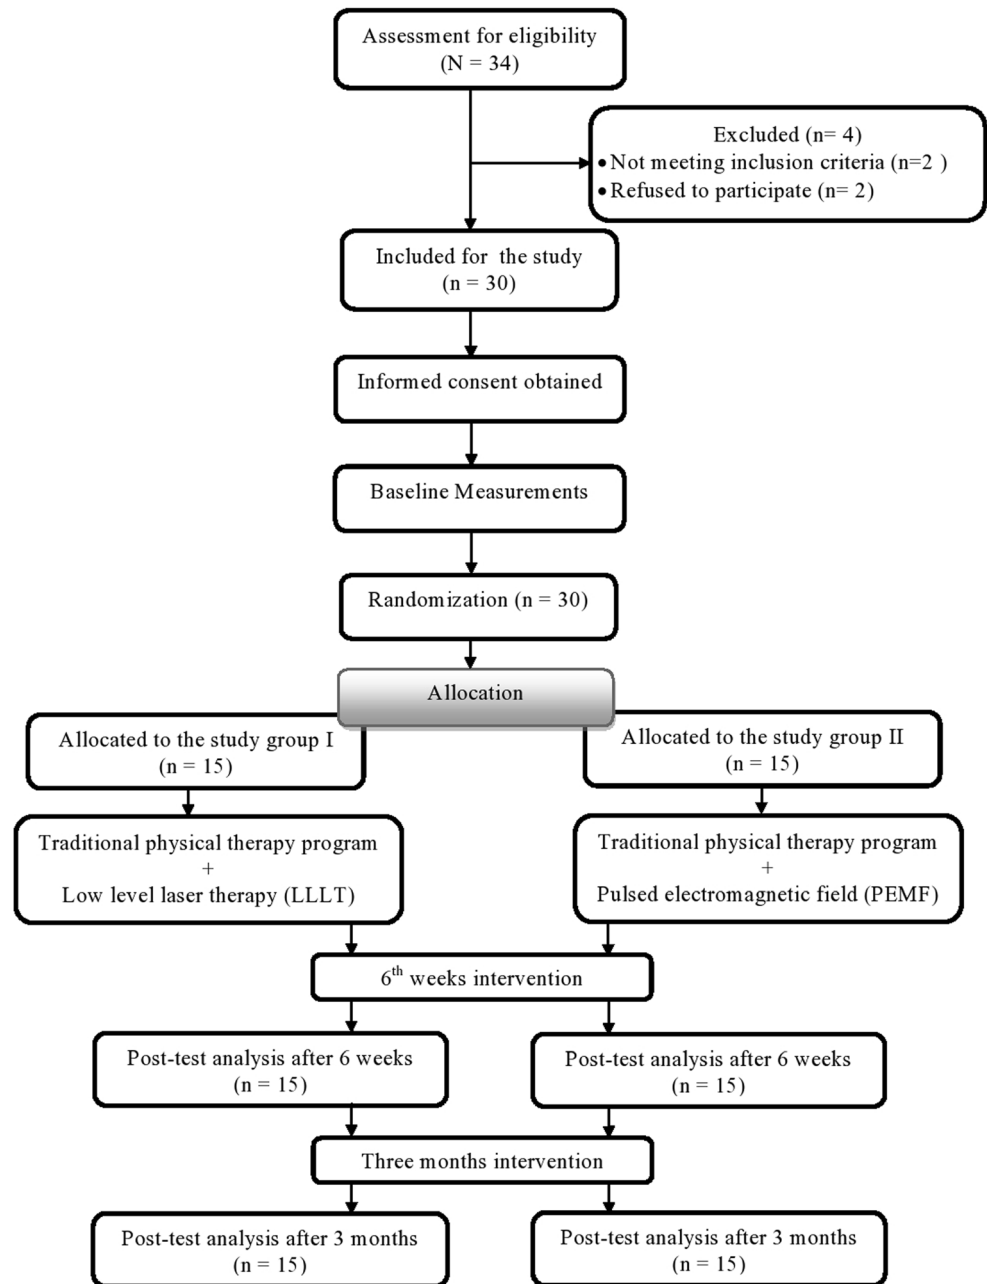 Assessment for eligibility
(N = 34)
Excluded (n= 4)
• Not meeting inclusion criteria (n=2 )
• Refused to participate (n= 2)
Included for the study
(n = 30)
Informed consent obtained
Baseline Measurements
Randomization (n = 30)
Allocation
Allocated to the study group I
(n = 15)
Allocated to the study group II
(n = 15)
Traditional physical therapy program
+
Low level laser therapy (LLLT)
Traditional physical therapy program
+
Pulsed electromagnetic field (PEMF)
6th weeks intervention
Post-test analysis after 6 weeks
(n = 15)
Post-test analysis after 6 weeks
(n = 15)
Three months intervention
Post-test analysis after 3 months
(n = 15)
Post-test analysis after 3 months
(n = 15)